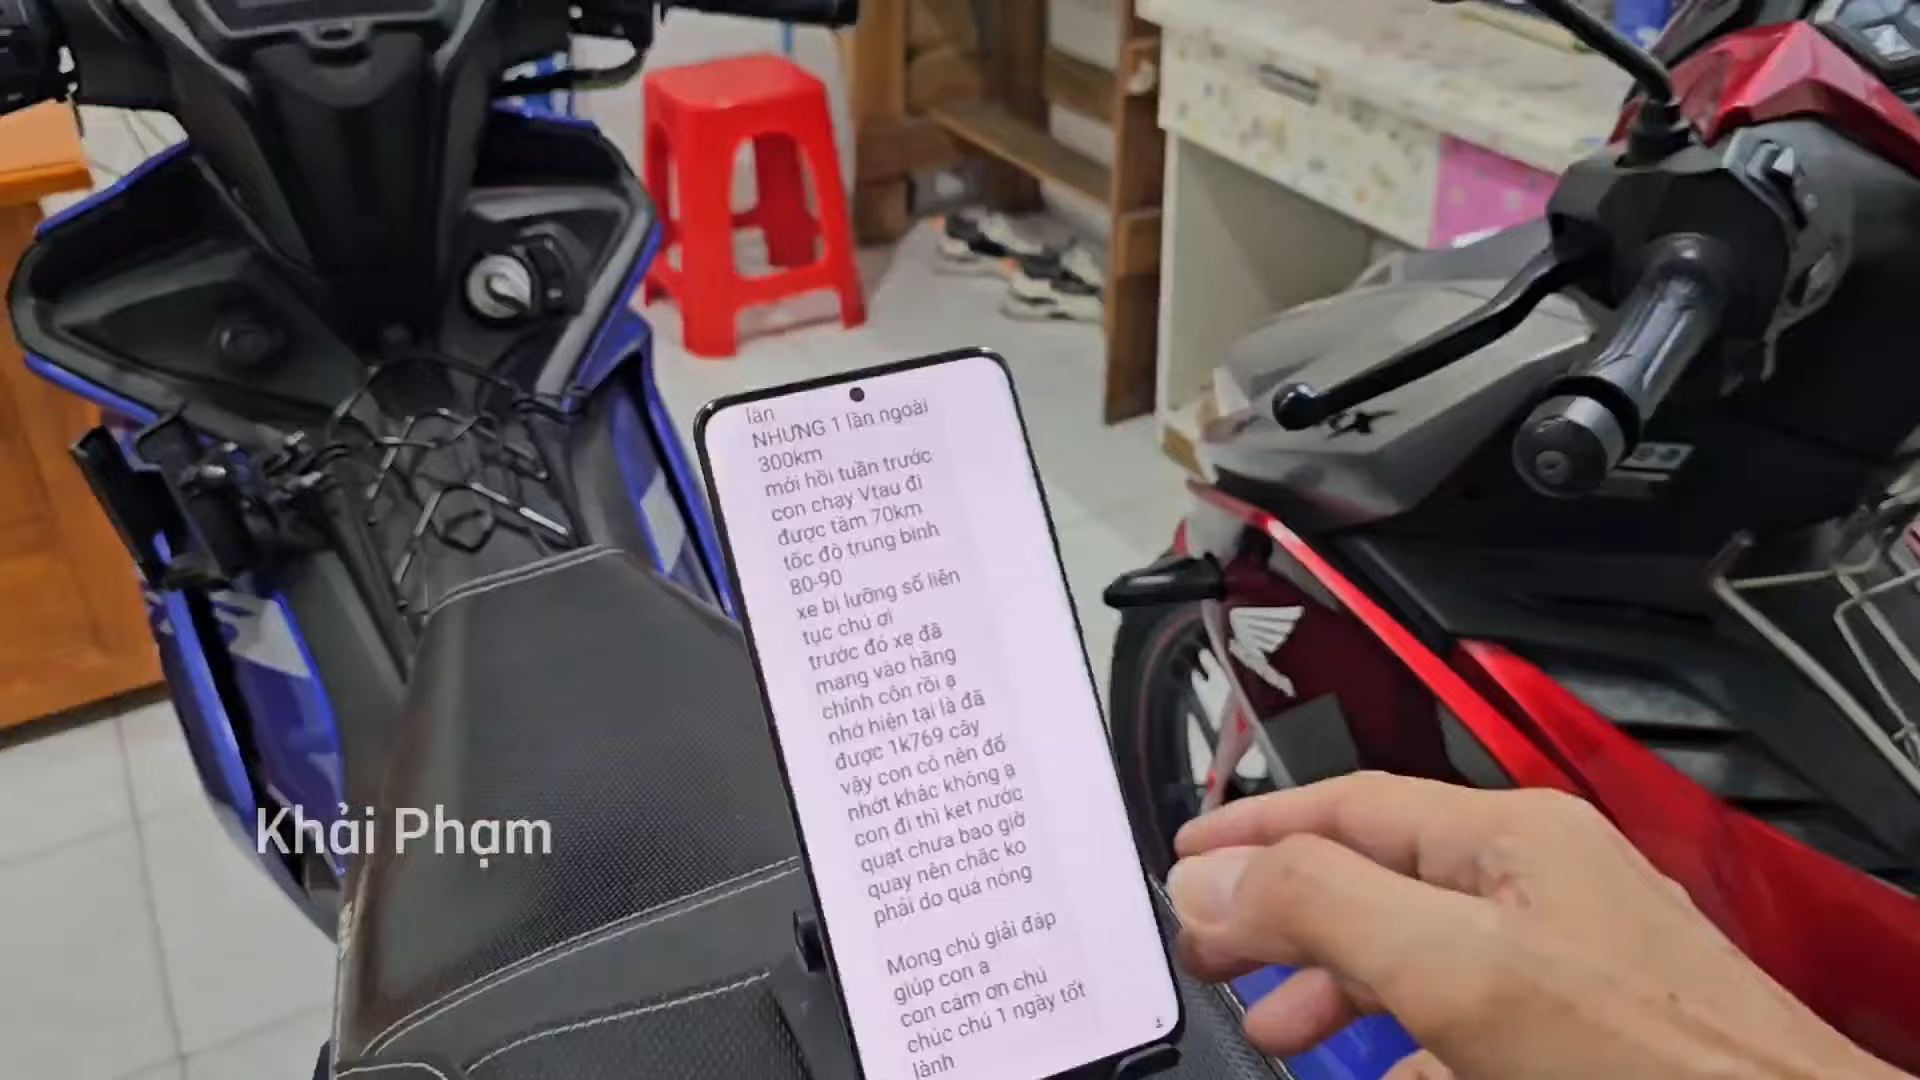 lần
NHƯNG 1 lần ngoài
300km
mới hồi tuần trước
con chạy Vtau đi
được tầm 70km
tốc độ trung bình
80-90
xe bị lưỡng số liên
tục chú ơi
trước đó xe đã
mang vào hãng
chỉnh côn rồi ạ
nhớ hiện tại là đã
được 1k769 cây
vậy con có nên đổ
nhớt khác không ạ
con đi thì két nước
quạt chưa bao giờ
quay nên chắc ko
phải do quá nóng
Mong chú giải đáp
giúp con a
con cám ơn chú
chúc chú 1 ngày tốt
lành
Khải Phạm